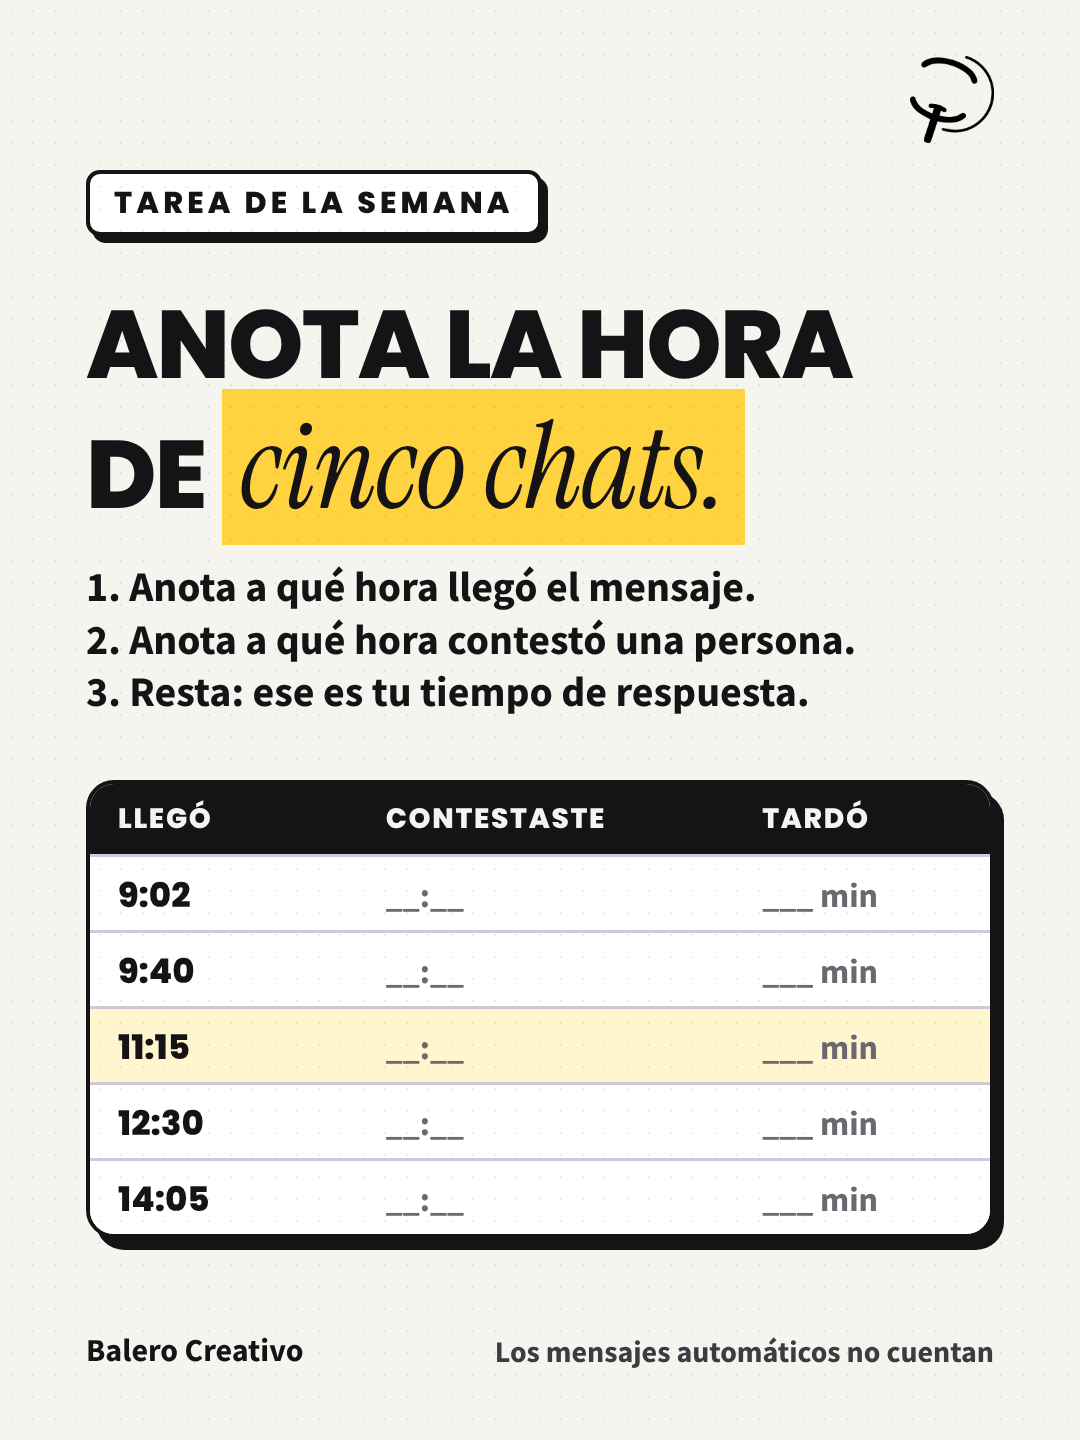 TAREA DE LA SEMANA
ANOTA LA HORA
DE cinco chats.
1. Anota a qué hora llegó el mensaje.
2. Anota a qué hora contestó una persona.
3. Resta: ese es tu tiempo de respuesta.
LLEGÓ CONTESTASTE TARDÓ
9:02 __:__ ___ min
9:40 __:__ ___ min
11:15 __:__ ___ min
12:30 __:__ ___ min
14:05 __:__ ___ min
Balero Creativo Los mensajes automáticos no cuentan